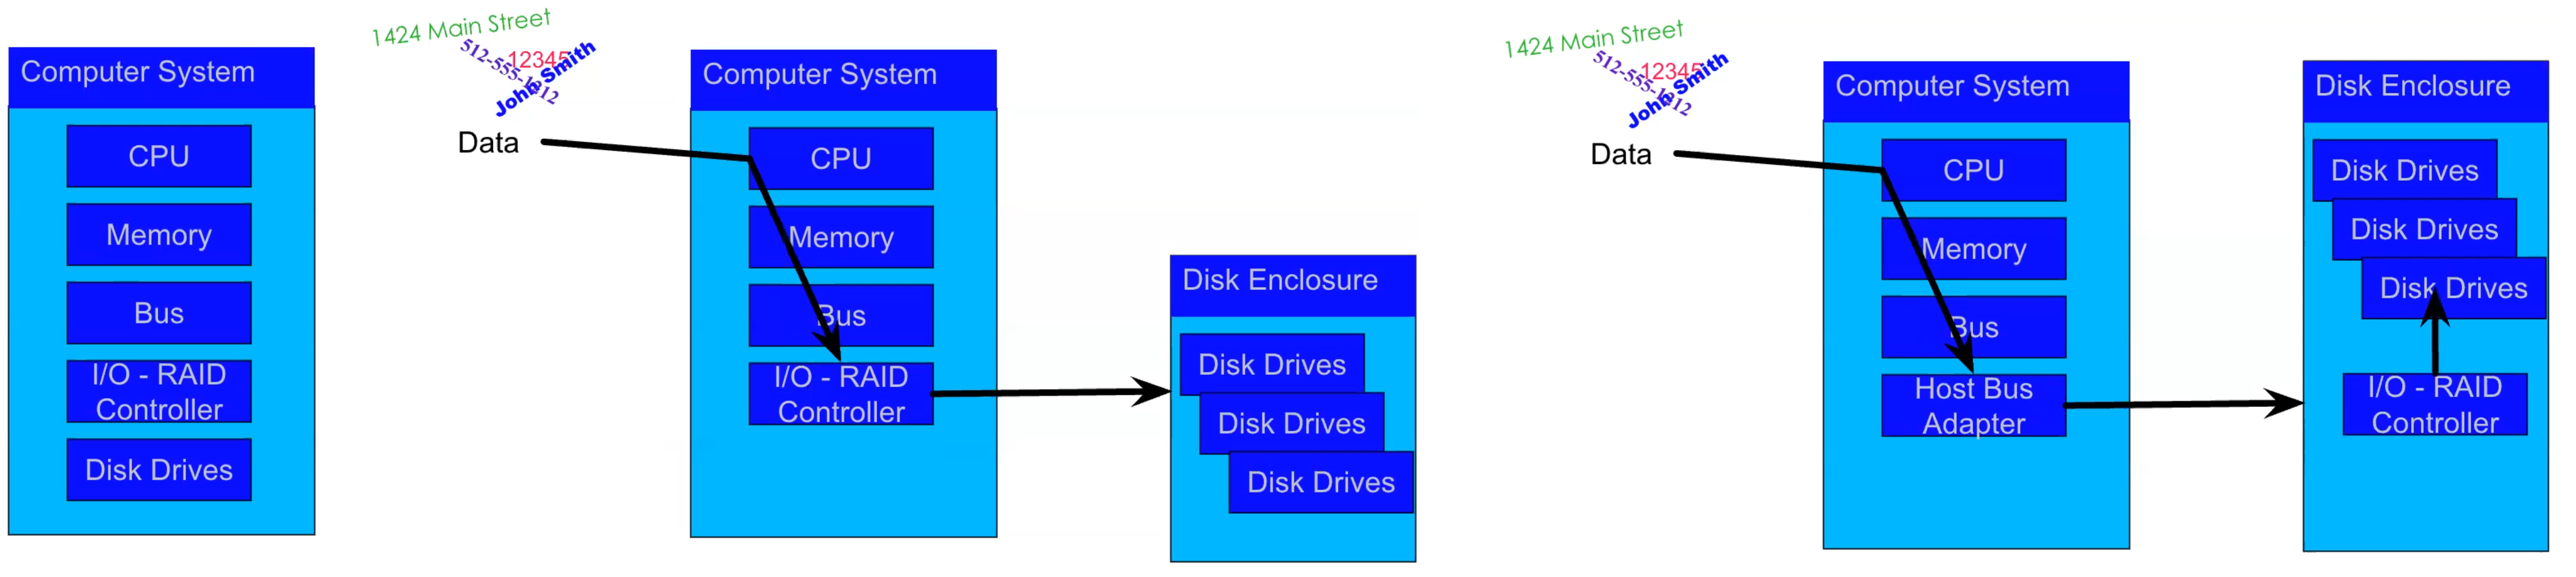 Computer System
CPU
Memory
Bus
I/O - RAID
Controller
Disk Drives
1424 Main Street
512-555-1212
12345
John Smith
Data
Computer System
CPU
Memory
Bus
I/O - RAID
Controller
Disk Enclosure
Disk Drives
Disk Drives
Disk Drives
1424 Main Street
512-555-1212
12345
John Smith
Data
Computer System
CPU
Memory
Bus
Host Bus
Adapter
Disk Enclosure
Disk Drives
Disk Drives
Disk Drives
I/O - RAID
Controller